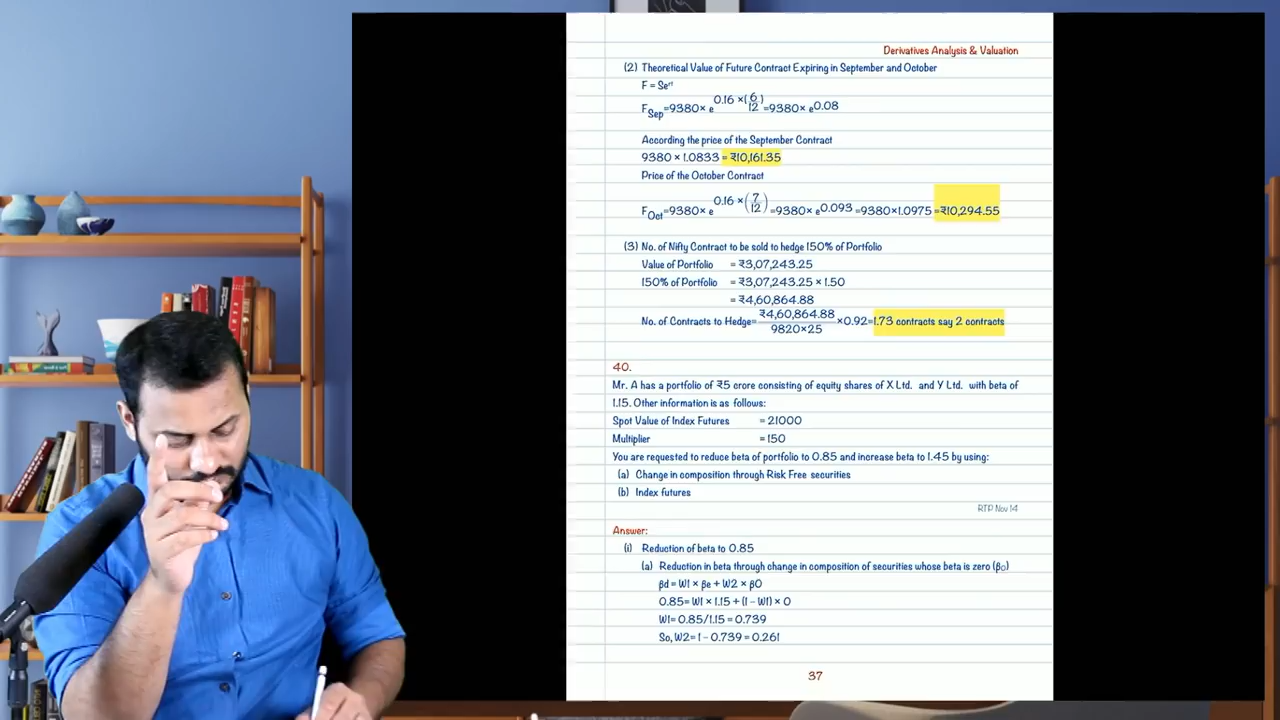 Derivatives Analysis & Valuation
(2) Theoretical Value of Future Contract Expiring in September and October
F = Seʳᵗ
F_Sep=9380× e^0.16 ×(6/12)=9380× e^0.08
According the price of the September Contract
9380 × 1.0833 = ₹10,161.35
Price of the October Contract
F_Oct=9380× e^0.16 ×(7/12)=9380× e^0.093=9380×1.0975=₹10,294.55
(3) No. of Nifty Contract to be sold to hedge 150% of Portfolio
Value of Portfolio = ₹3,07,243.25
150% of Portfolio = ₹3,07,243.25 × 1.50
= ₹4,60,864.88
No. of Contracts to Hedge=₹4,60,864.88/9820×25×0.92=1.73 contracts say 2 contracts
40.
Mr. A has a portfolio of ₹5 crore consisting of equity shares of X Ltd. and Y Ltd. with beta of
1.15. Other information is as follows:
Spot Value of Index Futures = 21000
Multiplier = 150
You are requested to reduce beta of portfolio to 0.85 and increase beta to 1.45 by using:
(a) Change in composition through Risk Free securities
(b) Index futures
RTP Nov 14
Answer:
(i) Reduction of beta to 0.85
(a) Reduction in beta through change in composition of securities whose beta is zero (β₀)
βd = W1 × βe + W2 × β0
0.85= W1 × 1.15 + (1 – W1) × 0
W1= 0.85/1.15 = 0.739
So, W2= 1 – 0.739 = 0.261
37